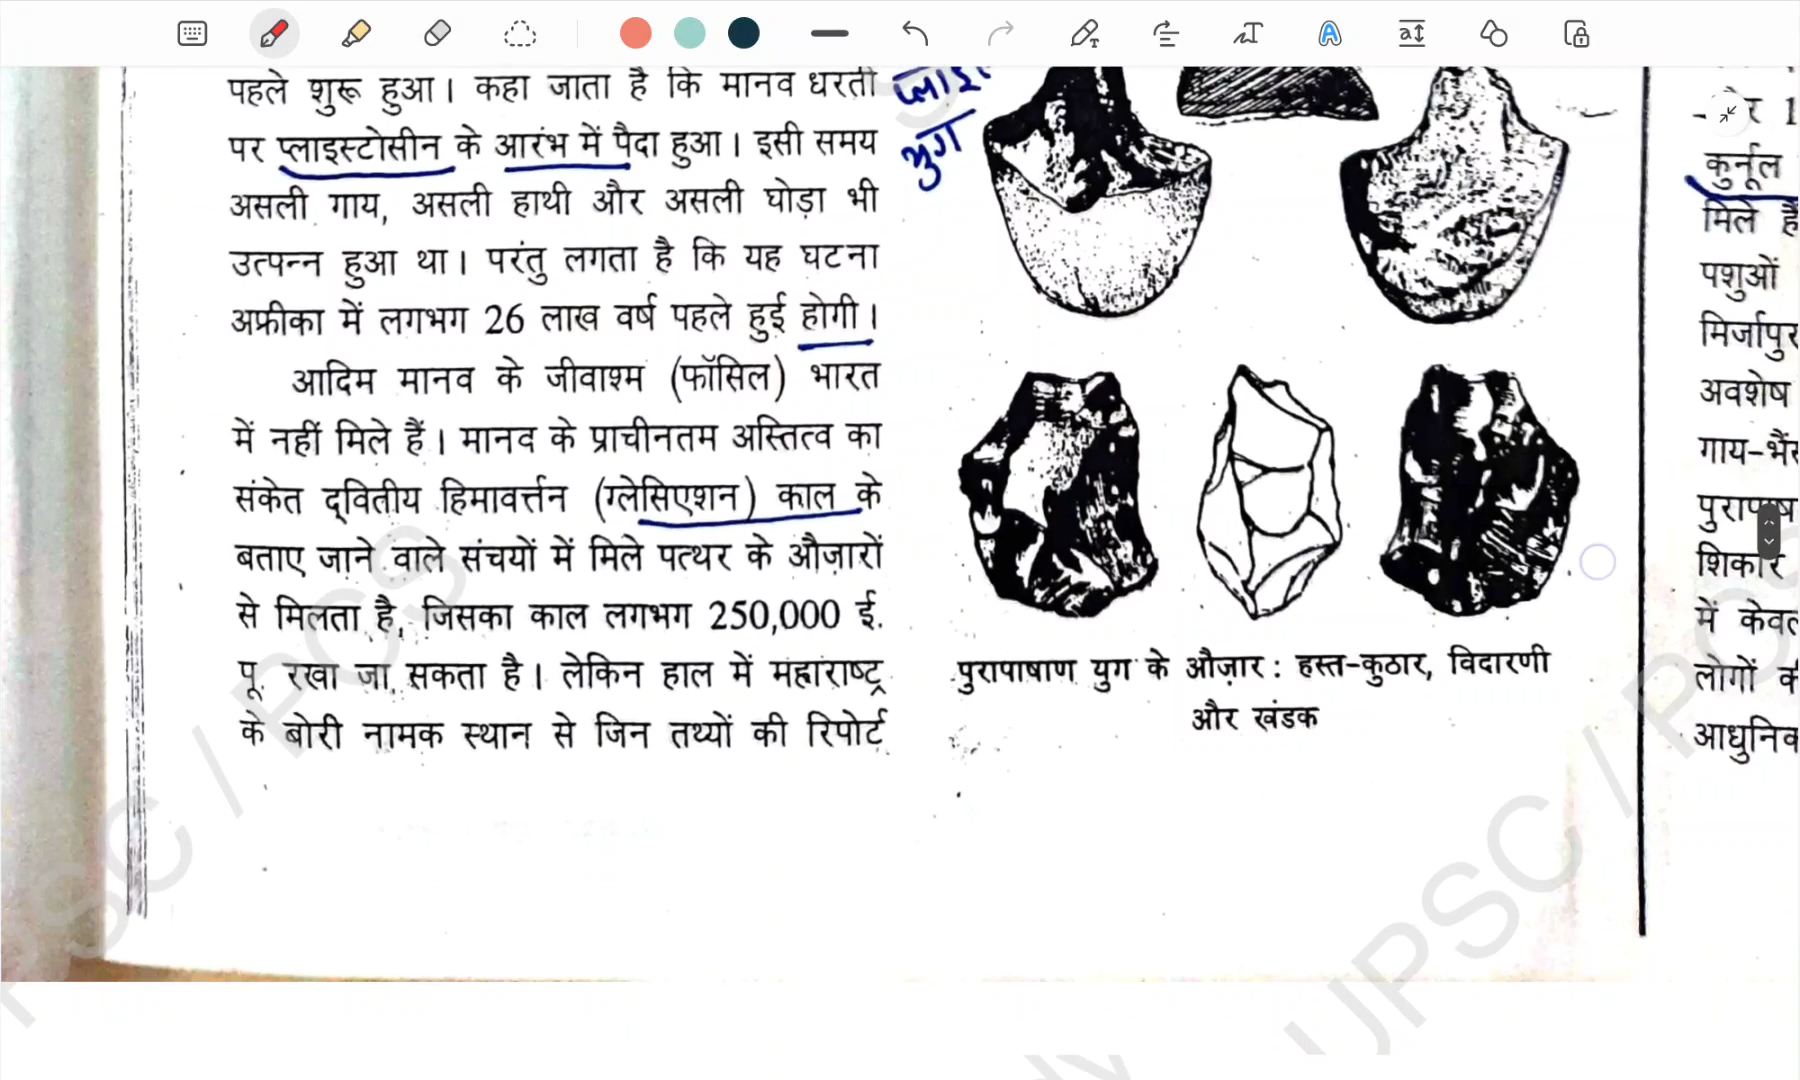 पहले शुरू हुआ। कहा जाता है कि मानव धरती
पर प्लाइस्टोसीन के आरंभ में पैदा हुआ। इसी समय
असली गाय, असली हाथी और असली घोड़ा भी
उत्पन्न हुआ था। परंतु लगता है कि यह घटना
अफ्रीका में लगभग 26 लाख वर्ष पहले हुई होगी।
आदिम मानव के जीवाश्म (फॉसिल) भारत
में नहीं मिले हैं। मानव के प्राचीनतम अस्तित्व का
संकेत द्वितीय हिमावर्त्तन (ग्लेसिएशन) काल के
बताए जाने वाले संचयों में मिले पत्थर के औज़ारों
से मिलता है, जिसका काल लगभग 250,000 ई.
पू. रखा जा सकता है। लेकिन हाल में महाराष्ट्र
के बोरी नामक स्थान से जिन तथ्यों की रिपोर्ट
युग
पुरापाषाण युग के औज़ार : हस्त-कुठार, विदारणी
और खंडक
कुर्नूल
मिले
पशुओं
मिर्जापुर
अवशेष
शिकार
में
लोगों
UPSC / PCS